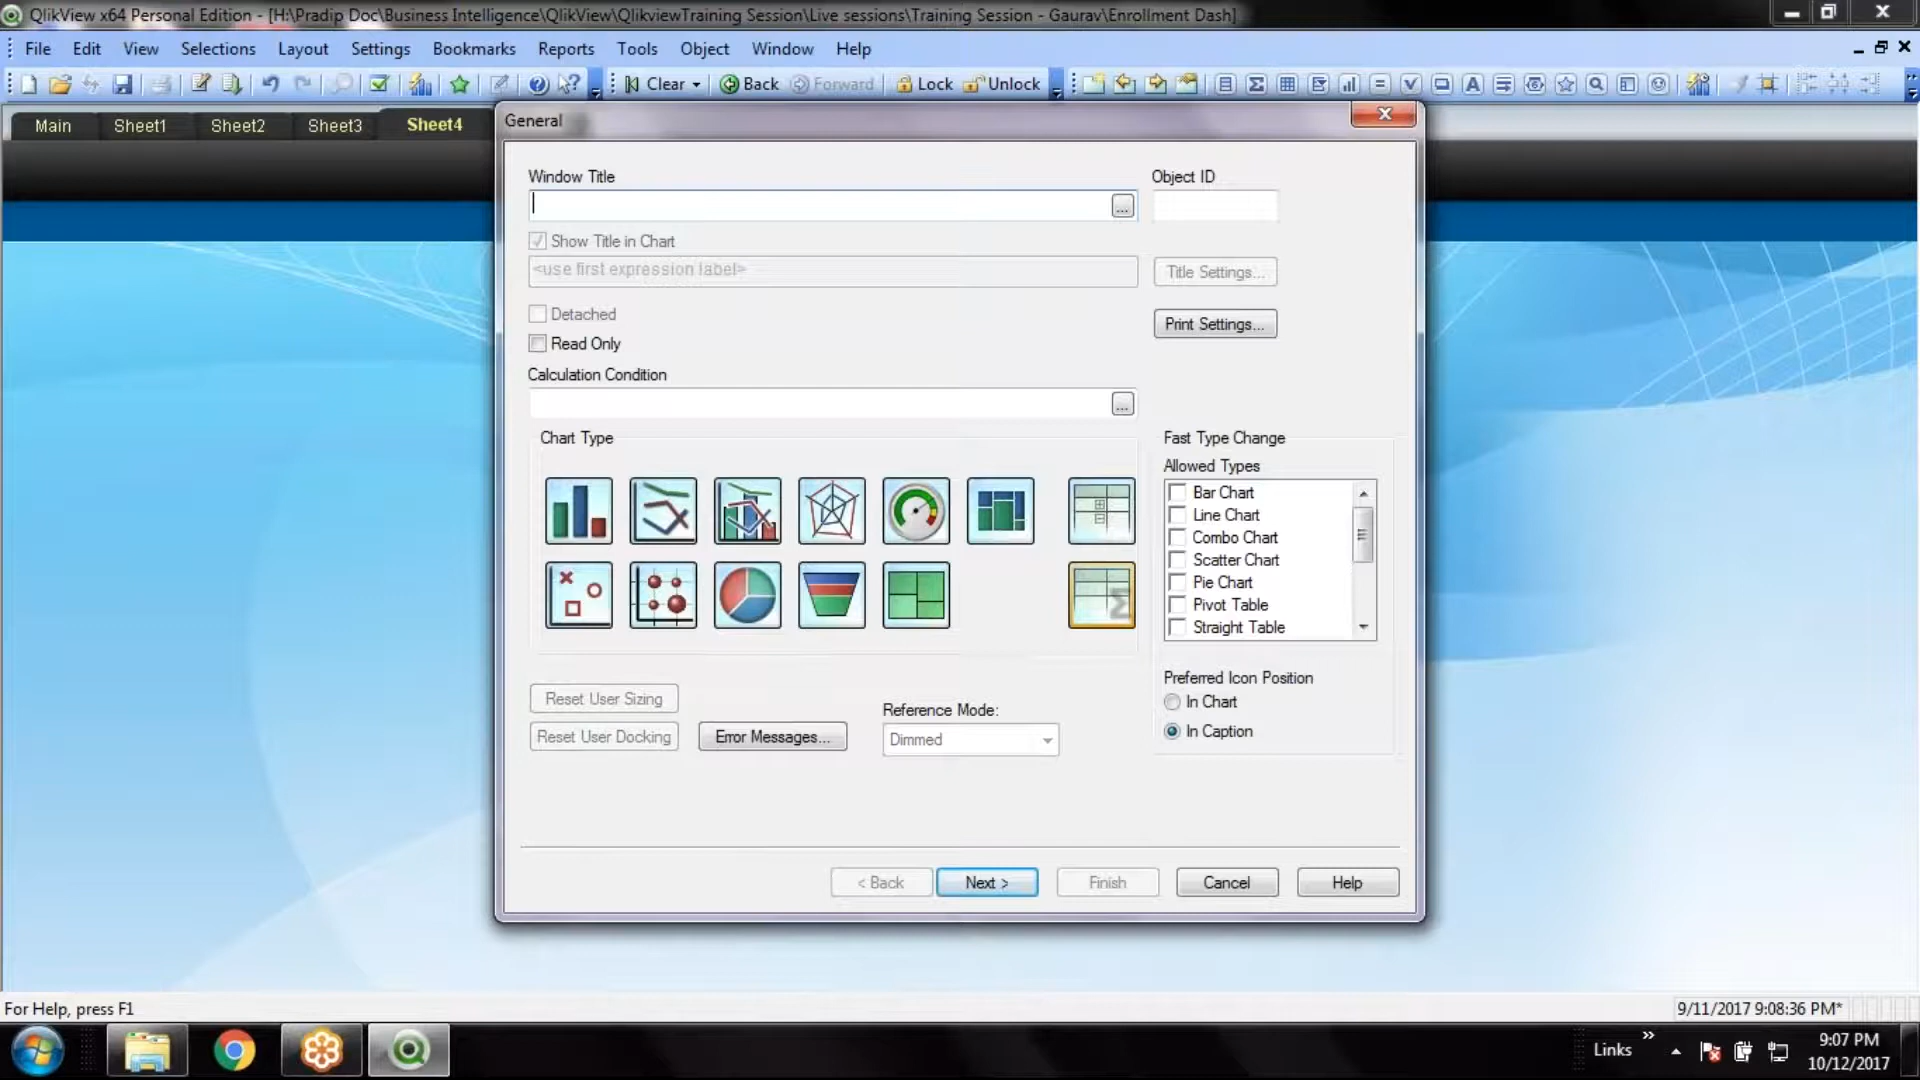 QlikView x64 Personal Edition - [H:\Pradip Doc\Business Intelligence\QlikView\QlikviewTraining Session\Live sessions\Training Session - Gaurav\Enrollment Dash]
File Edit View Selections Layout Settings Bookmarks Reports Tools Object Window Help
Clear Back Forward Lock Unlock
Main Sheet1 Sheet2 Sheet3 Sheet4
General
Window Title Object ID
...
Show Title in Chart
<use first expression label> Title Settings...
Detached
Print Settings...
Read Only
Calculation Condition
...
Chart Type Fast Type Change
Allowed Types
Bar Chart
Line Chart
Combo Chart
Scatter Chart
Pie Chart
Pivot Table
Straight Table
Preferred Icon Position
In Chart
In Caption
Reset User Sizing
Reference Mode:
Reset User Docking Error Messages... Dimmed
< Back Next > Finish Cancel Help
For Help, press F1 9/11/2017 9:08:36 PM*
Links » 9:07 PM
10/12/2017